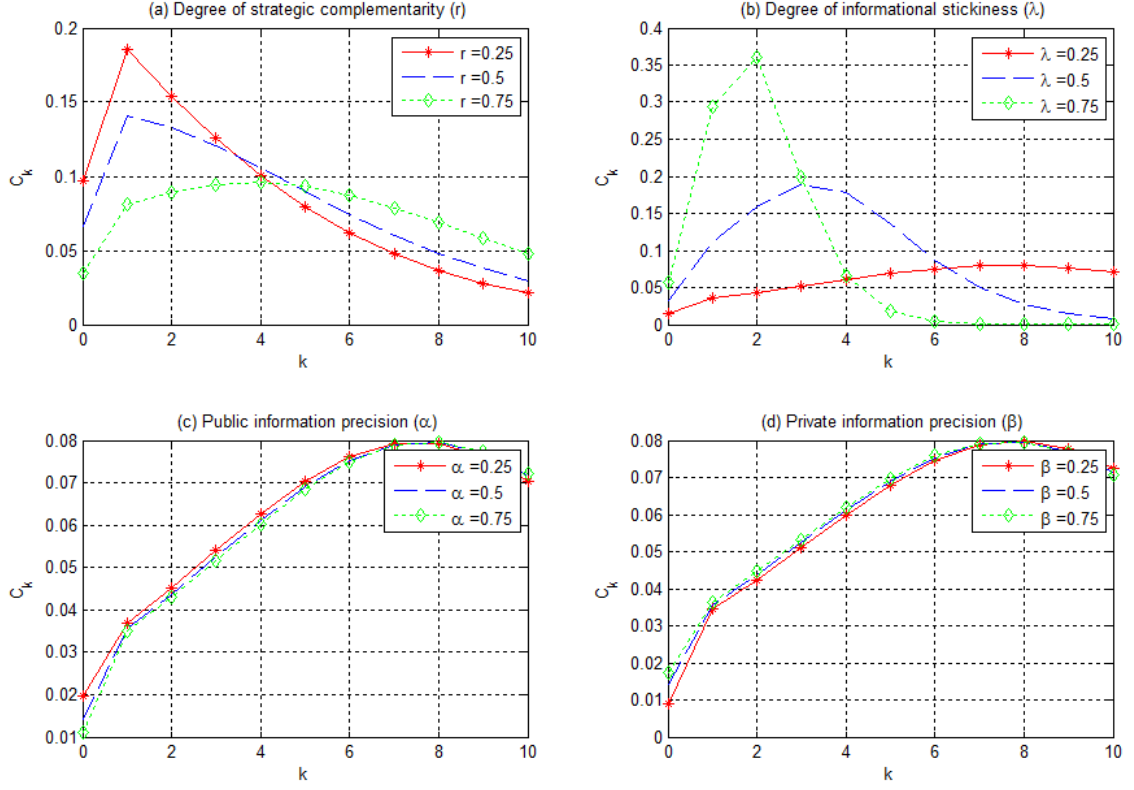 (a) Degree of strategic complementarity (r)
0.2
0.15
0.1
0.05
0
C_k
0 2 4 6 8 10
k
r =0.25
r =0.5
r =0.75
(b) Degree of informational stickiness (λ)
0.4
0.35
0.3
0.25
0.2
0.15
0.1
0.05
0
C_k
0 2 4 6 8 10
k
λ =0.25
λ =0.5
λ =0.75
(c) Public information precision (α)
0.08
0.07
0.06
0.05
0.04
0.03
0.02
0.01
C_k
0 2 4 6 8 10
k
α =0.25
α =0.5
α =0.75
(d) Private information precision (β)
0.08
0.07
0.06
0.05
0.04
0.03
0.02
0.01
0
C_k
0 2 4 6 8 10
k
β =0.25
β =0.5
β =0.75